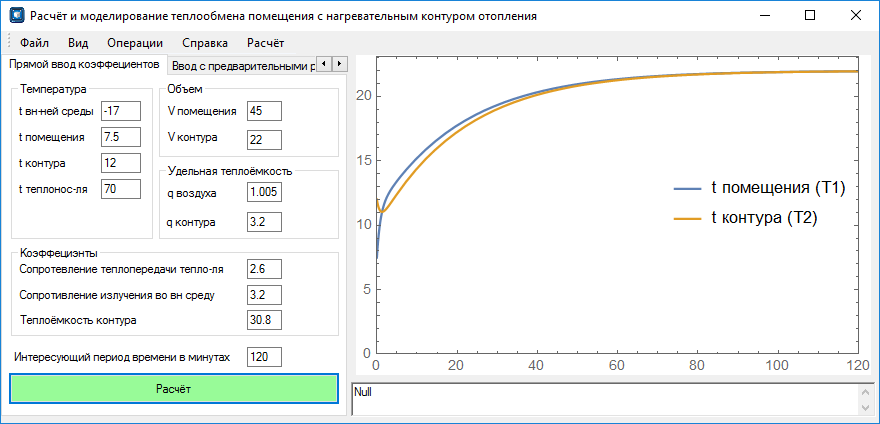 Расчёт и моделирование теплообмена помещения с нагревательным контуром отопления
Файл Вид Операции Справка Расчёт
Прямой ввод коэффециентов Ввод с предварительными р
Температура
t вн-ней среды -17
t помещения 7.5
t контура 12
t теплонос-ля 70
Объем
V помещения 45
V контура 22
Удельная теплоёмкость
q воздуха 1.005
q контура 3.2
Коэффециэнты
Сопротевление теплопередачи тепло-ля 2.6
Сопротивление излучения во вн среду 3.2
Теплоёмкость контура 30.8
Интересующий период времени в минутах 120
Расчёт
20
15
10
5
0
0 20 40 60 80 100 120
t помещения (T1)
t контура (T2)
Null